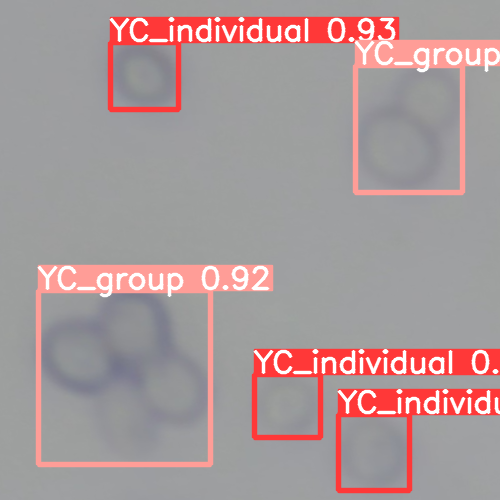 YC_individual 0.93
YC_group
YC_group 0.92
YC_individual 0.
YC_individu